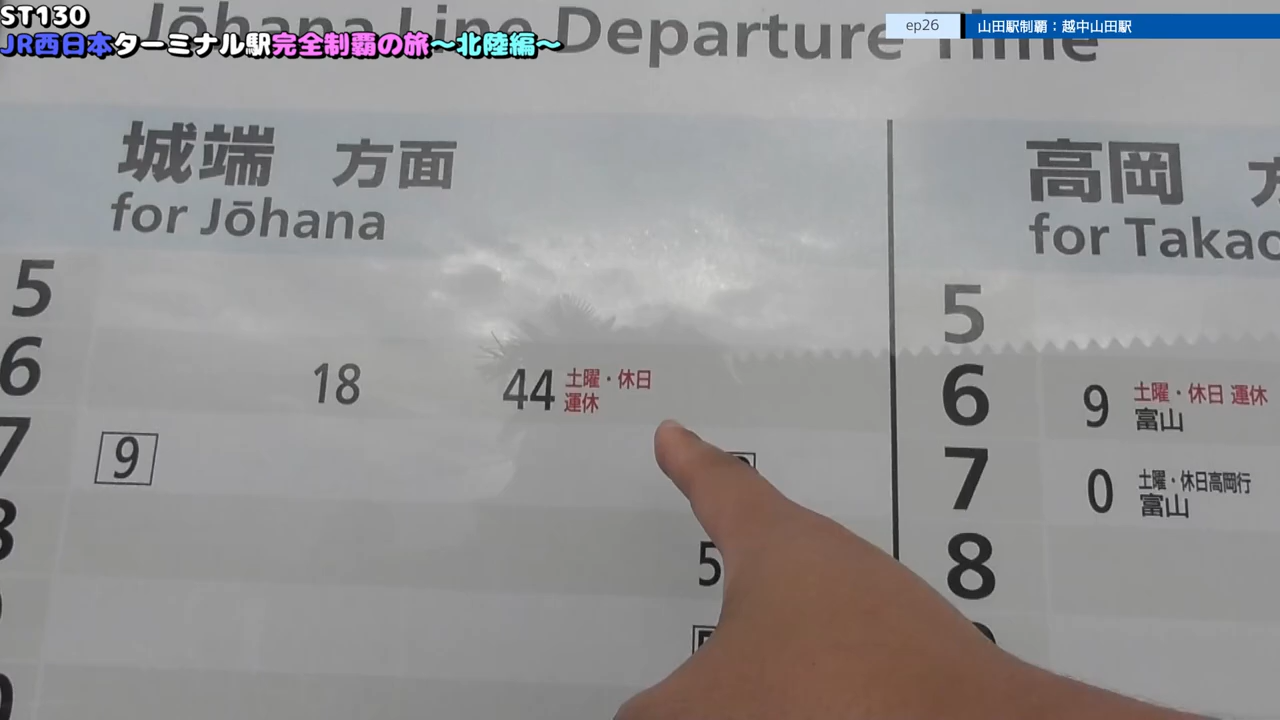 ST130
JR西日本ターミナル駅完全制覇の旅～北陸編～
ep26
山田駅制覇：越中山田駅
Jōhana Line Departure Time
城端 方面
for Jōhana
5
6 18 44 土曜・休日
運休
7 9
8 5
高岡
for Takao
5
6 9 土曜・休日 運休
富山
7 0 土曜・休日高岡行
富山
8